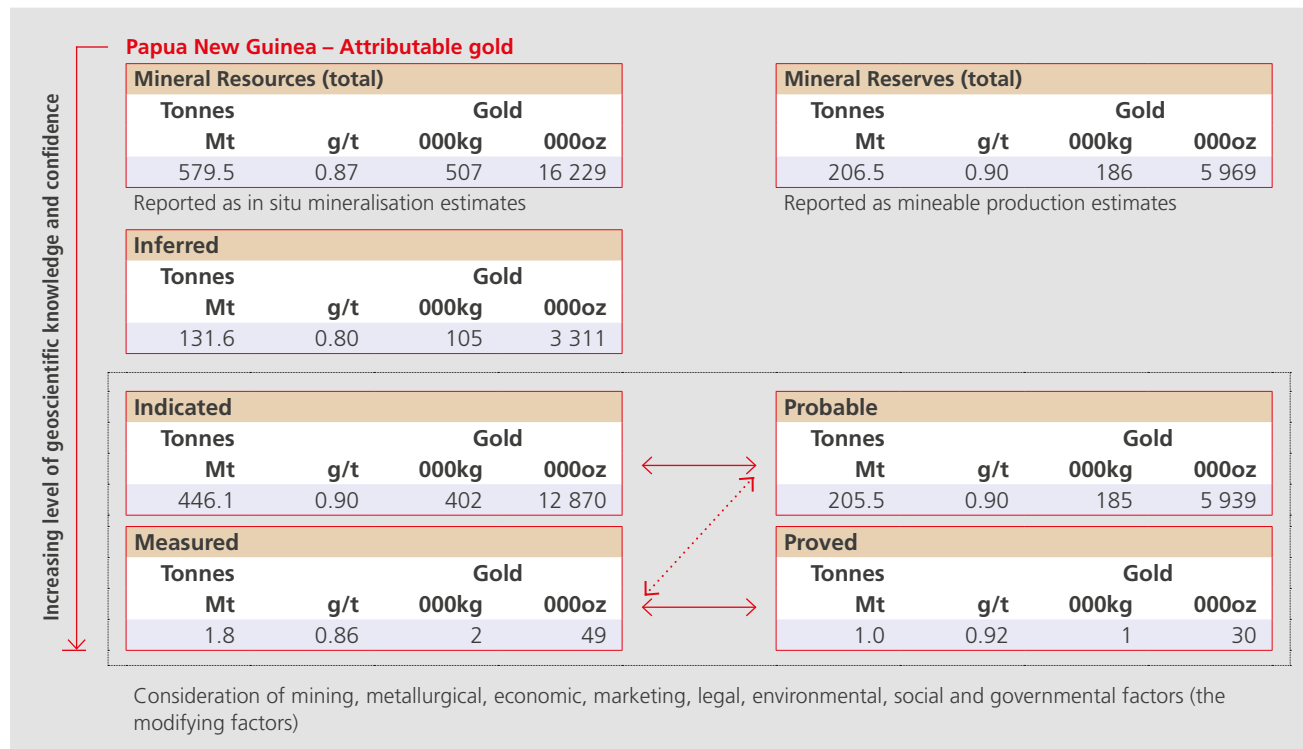 Papua New Guinea – Attributable gold
Increasing level of geoscientific knowledge and confidence
Mineral Resources (total)
Tonnes Gold
Mt g/t 000kg 000oz
579.5 0.87 507 16 229
Reported as in situ mineralisation estimates
Mineral Reserves (total)
Tonnes Gold
Mt g/t 000kg 000oz
206.5 0.90 186 5 969
Reported as mineable production estimates
Inferred
Tonnes Gold
Mt g/t 000kg 000oz
131.6 0.80 105 3 311
Indicated
Tonnes Gold
Mt g/t 000kg 000oz
446.1 0.90 402 12 870
Probable
Tonnes Gold
Mt g/t 000kg 000oz
205.5 0.90 185 5 939
Measured
Tonnes Gold
Mt g/t 000kg 000oz
1.8 0.86 2 49
Proved
Tonnes Gold
Mt g/t 000kg 000oz
1.0 0.92 1 30
Consideration of mining, metallurgical, economic, marketing, legal, environmental, social and governmental factors (the
modifying factors)